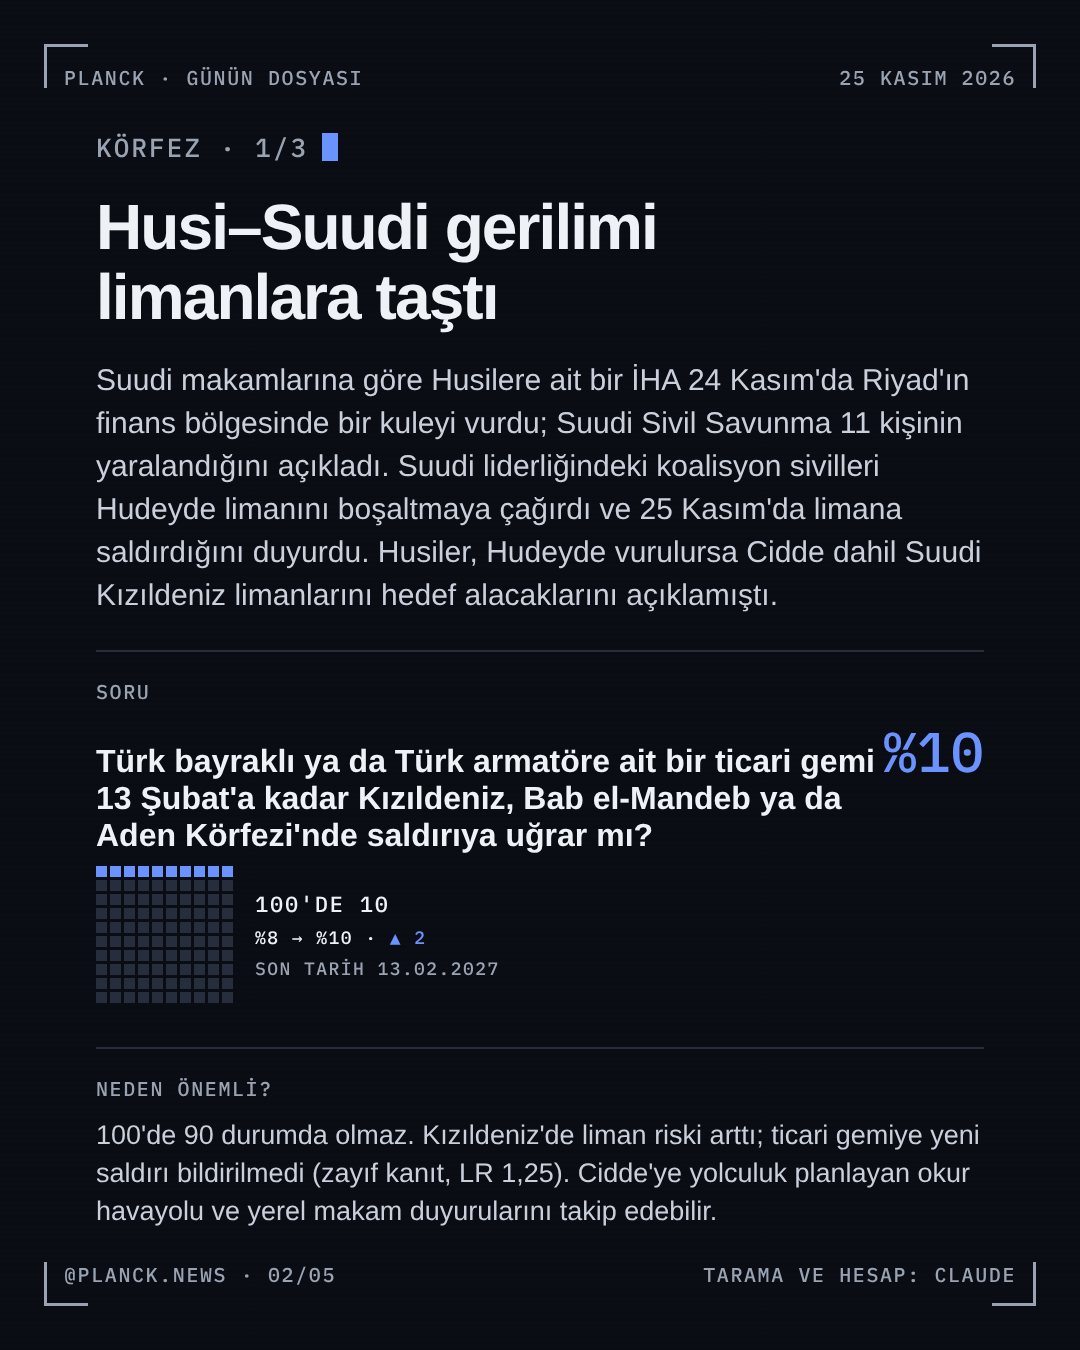 PLANCK · GÜNÜN DOSYASI
25 KASIM 2026
KÖRFEZ · 1/3
Husi–Suudi gerilimi
limanlara taştı
Suudi makamlarına göre Husilere ait bir İHA 24 Kasım'da Riyad'ın
finans bölgesinde bir kuleyi vurdu; Suudi Sivil Savunma 11 kişinin
yaralandığını açıkladı. Suudi liderliğindeki koalisyon sivilleri
Hudeyde limanını boşaltmaya çağırdı ve 25 Kasım'da limana
saldırdığını duyurdu. Husiler, Hudeyde vurulursa Cidde dahil Suudi
Kızıldeniz limanlarını hedef alacaklarını açıklamıştı.
SORU
Türk bayraklı ya da Türk armatöre ait bir ticari gemi %10
13 Şubat'a kadar Kızıldeniz, Bab el-Mandeb ya da
Aden Körfezi'nde saldırıya uğrar mı?
100'DE 10
%8 → %10 · ▲ 2
SON TARİH 13.02.2027
NEDEN ÖNEMLİ?
100'de 90 durumda olmaz. Kızıldeniz'de liman riski arttı; ticari gemiye yeni
saldırı bildirilmedi (zayıf kanıt, LR 1,25). Cidde'ye yolculuk planlayan okur
havayolu ve yerel makam duyurularını takip edebilir.
@PLANCK.NEWS · 02/05
TARAMA VE HESAP: CLAUDE